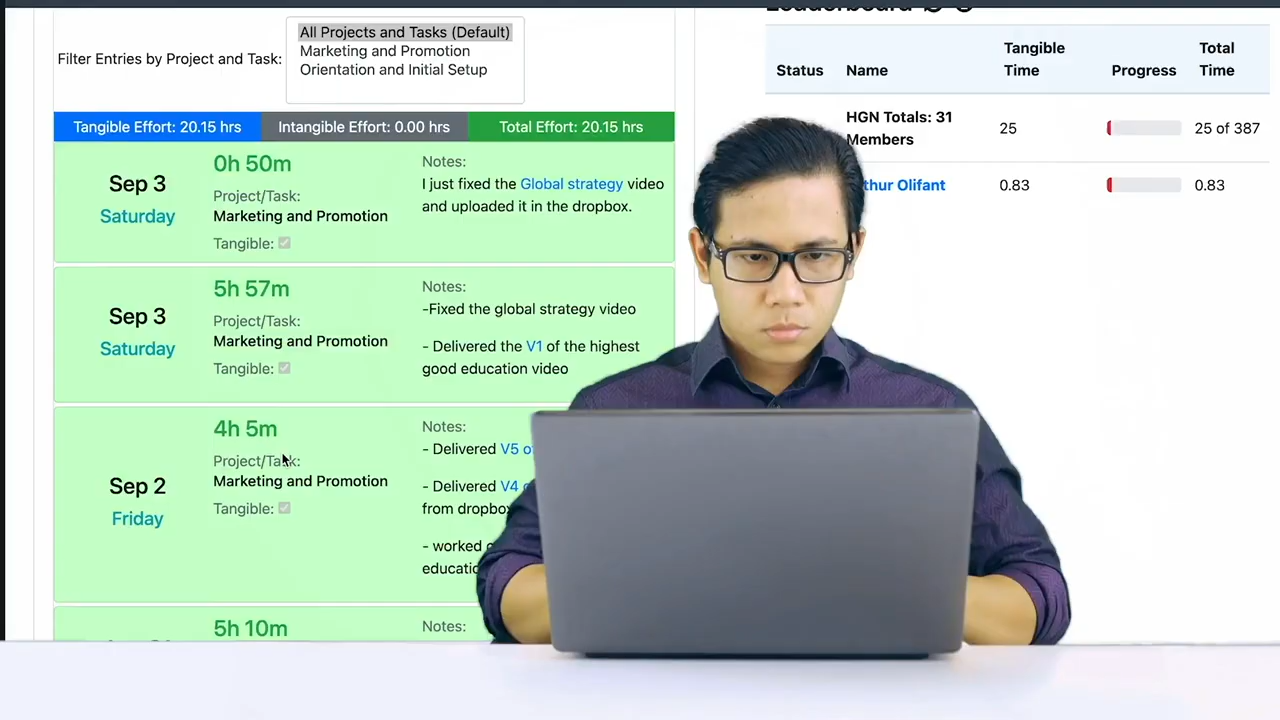 Filter Entries by Project and Task:
All Projects and Tasks (Default)
Marketing and Promotion
Orientation and Initial Setup
Tangible Effort: 20.15 hrs
Intangible Effort: 0.00 hrs
Total Effort: 20.15 hrs
Sep 3
Saturday
0h 50m
Project/Task:
Marketing and Promotion
Tangible:
Notes:
I just fixed the Global strategy video
and uploaded it in the dropbox.
Sep 3
Saturday
5h 57m
Project/Task:
Marketing and Promotion
Tangible:
Notes:
-Fixed the global strategy video
- Delivered the V1 of the highest
good education video
Sep 2
Friday
4h 5m
Project/Task:
Marketing and Promotion
Tangible:
Notes:
- Delivered V5
- Delivered V4
from
- worked
5h 10m
Notes:
Leaderboard
Status
Name
Tangible
Time
Progress
Total
Time
HGN Totals: 31
Members
25
25 of 387
Olifant
0.83
0.83